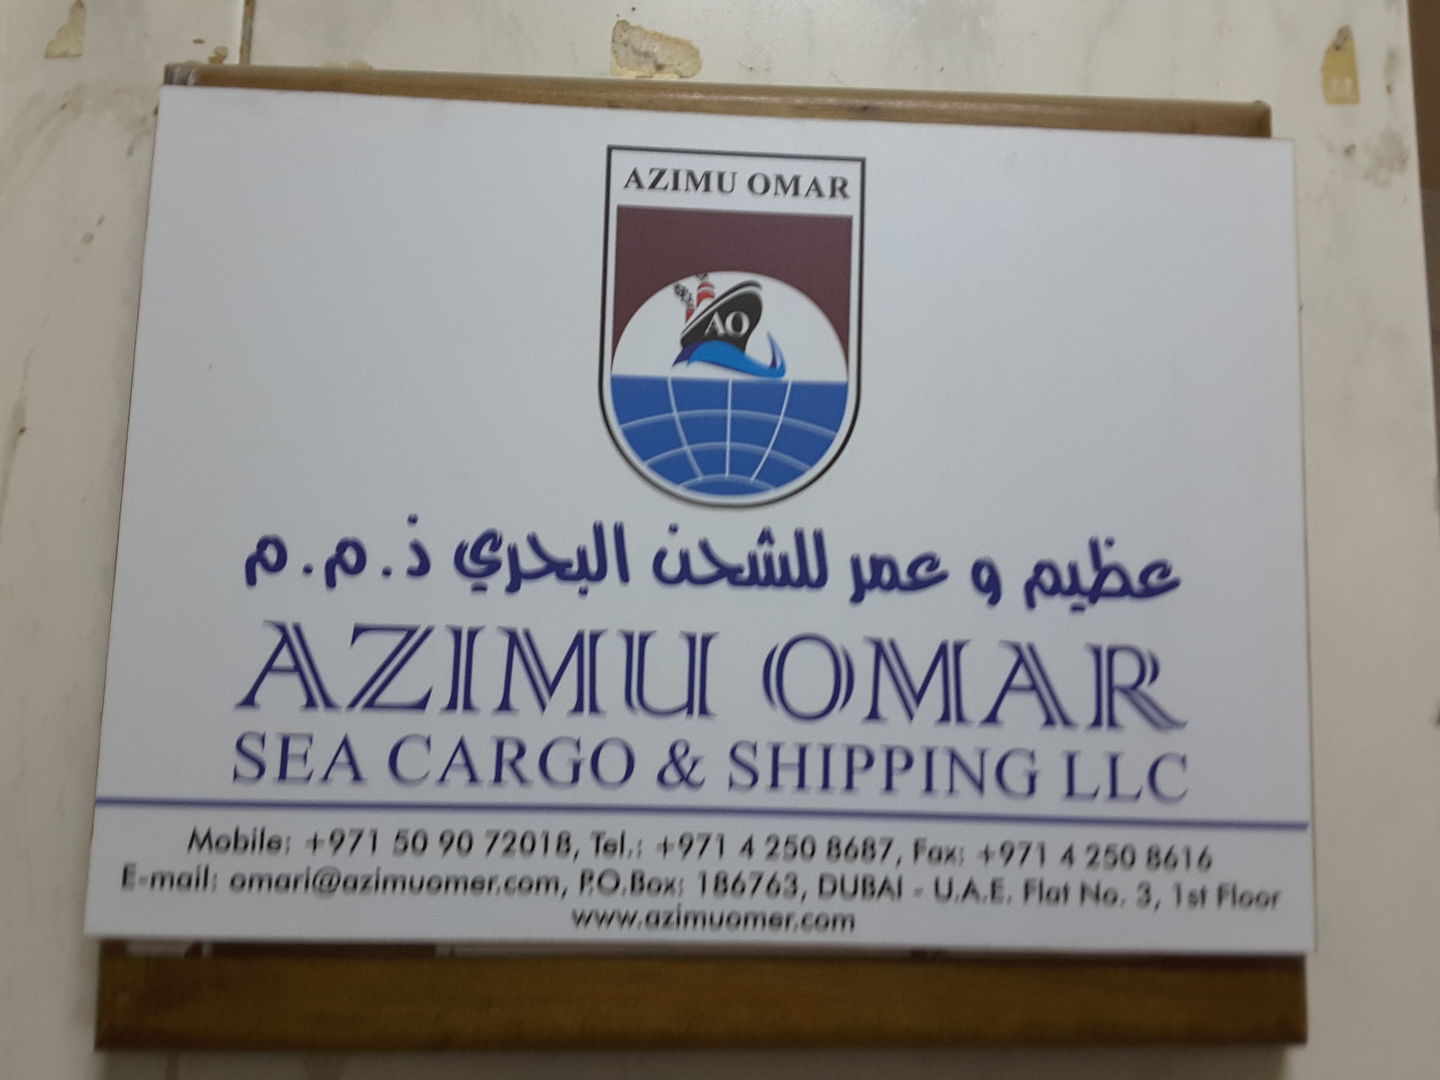 AZIMU OMAR
AO
عظيم و عمر للشحن البحري ذ.م.م
AZIMU OMAR
SEA CARGO & SHIPPING LLC
Mobile: +971 50 90 72018, Tel.: +971 4 250 8687, Fax: +971 4 250 8616
E-mail: omari@azimuomer.com, P.O.Box: 186763, DUBAI - U.A.E. Flat No. 3, 1st Floor
www.azimuomer.com